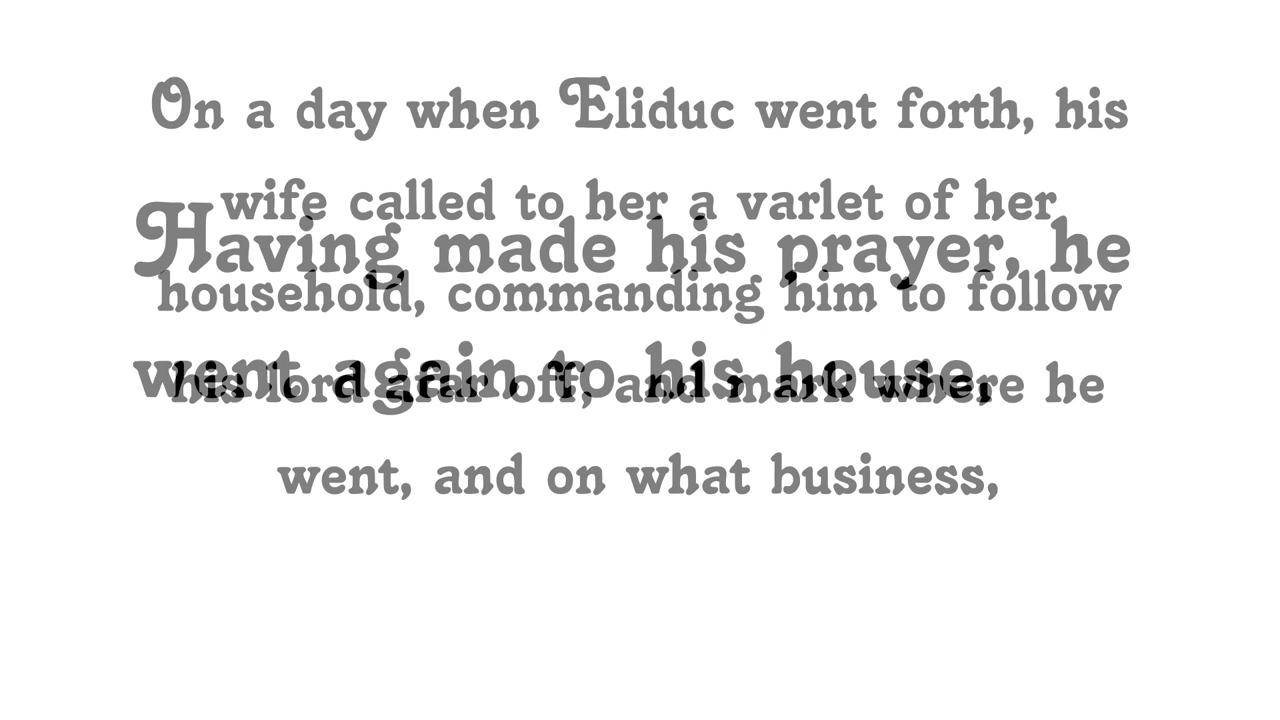 On a day when Eliduc went forth, his
wife called to her a varlet of her
household, commanding him to follow
his lord afar off, and mark where he
went, and on what business,
Having made his prayer, he
went again to his house,